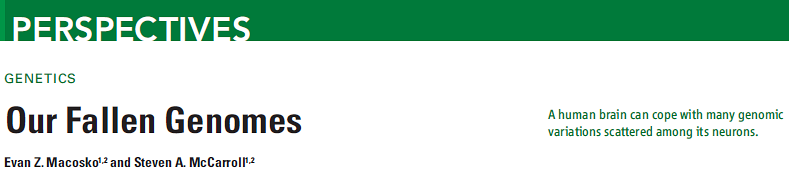 PERSPECTIVES
GENETICS
Our Fallen Genomes
Evan Z. Macosko1,2 and Steven A. McCarroll1,2
A human brain can cope with many genomic
variations scattered among its neurons.